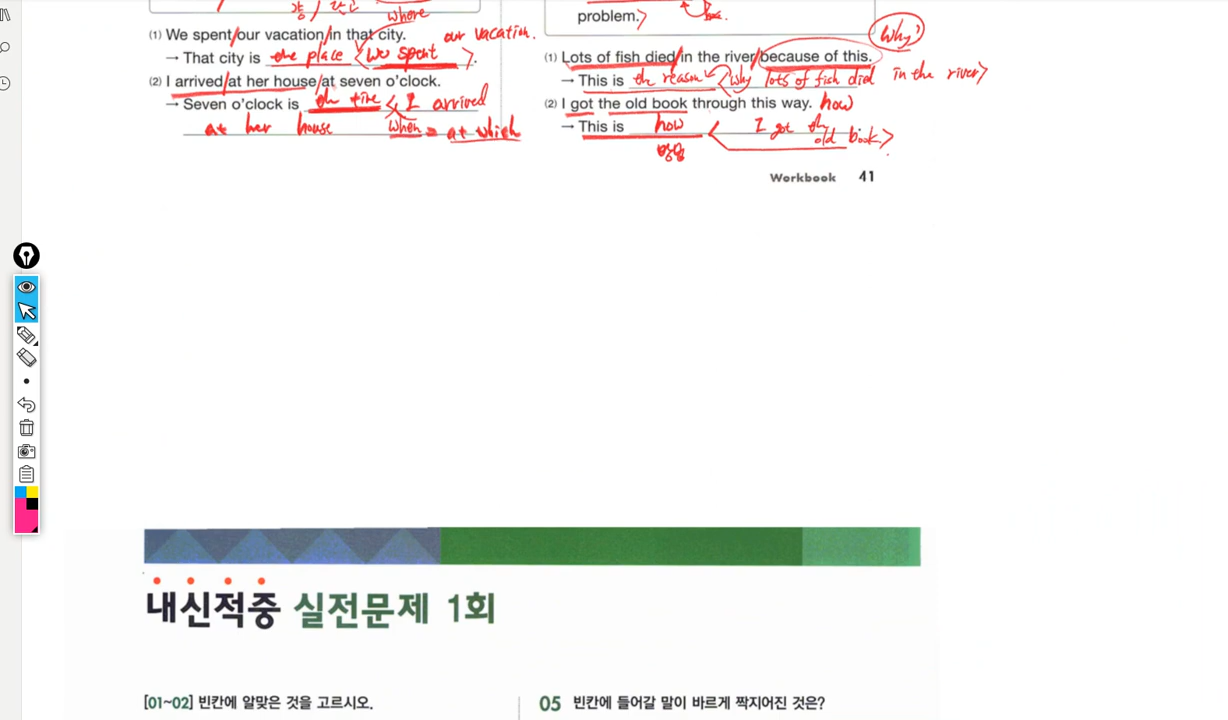 where
(1) We spent/our vacation/in that city. our vacation.
→ That city is the place <we spent >.
(2) I arrived/at her house/at seven o'clock.
→ Seven o'clock is the time < I arrived
at her house when = at which
problem.>
why
(1) Lots of fish died/in the river/because of this.
→ This is the reason <why lots of fish died in the river>
(2) I got the old book through this way. how
→ This is how < I got the old book.>
방법
Workbook 41
내신적중 실전문제 1회
[01~02] 빈칸에 알맞은 것을 고르시오.
05 빈칸에 들어갈 말이 바르게 짝지어진 것은?